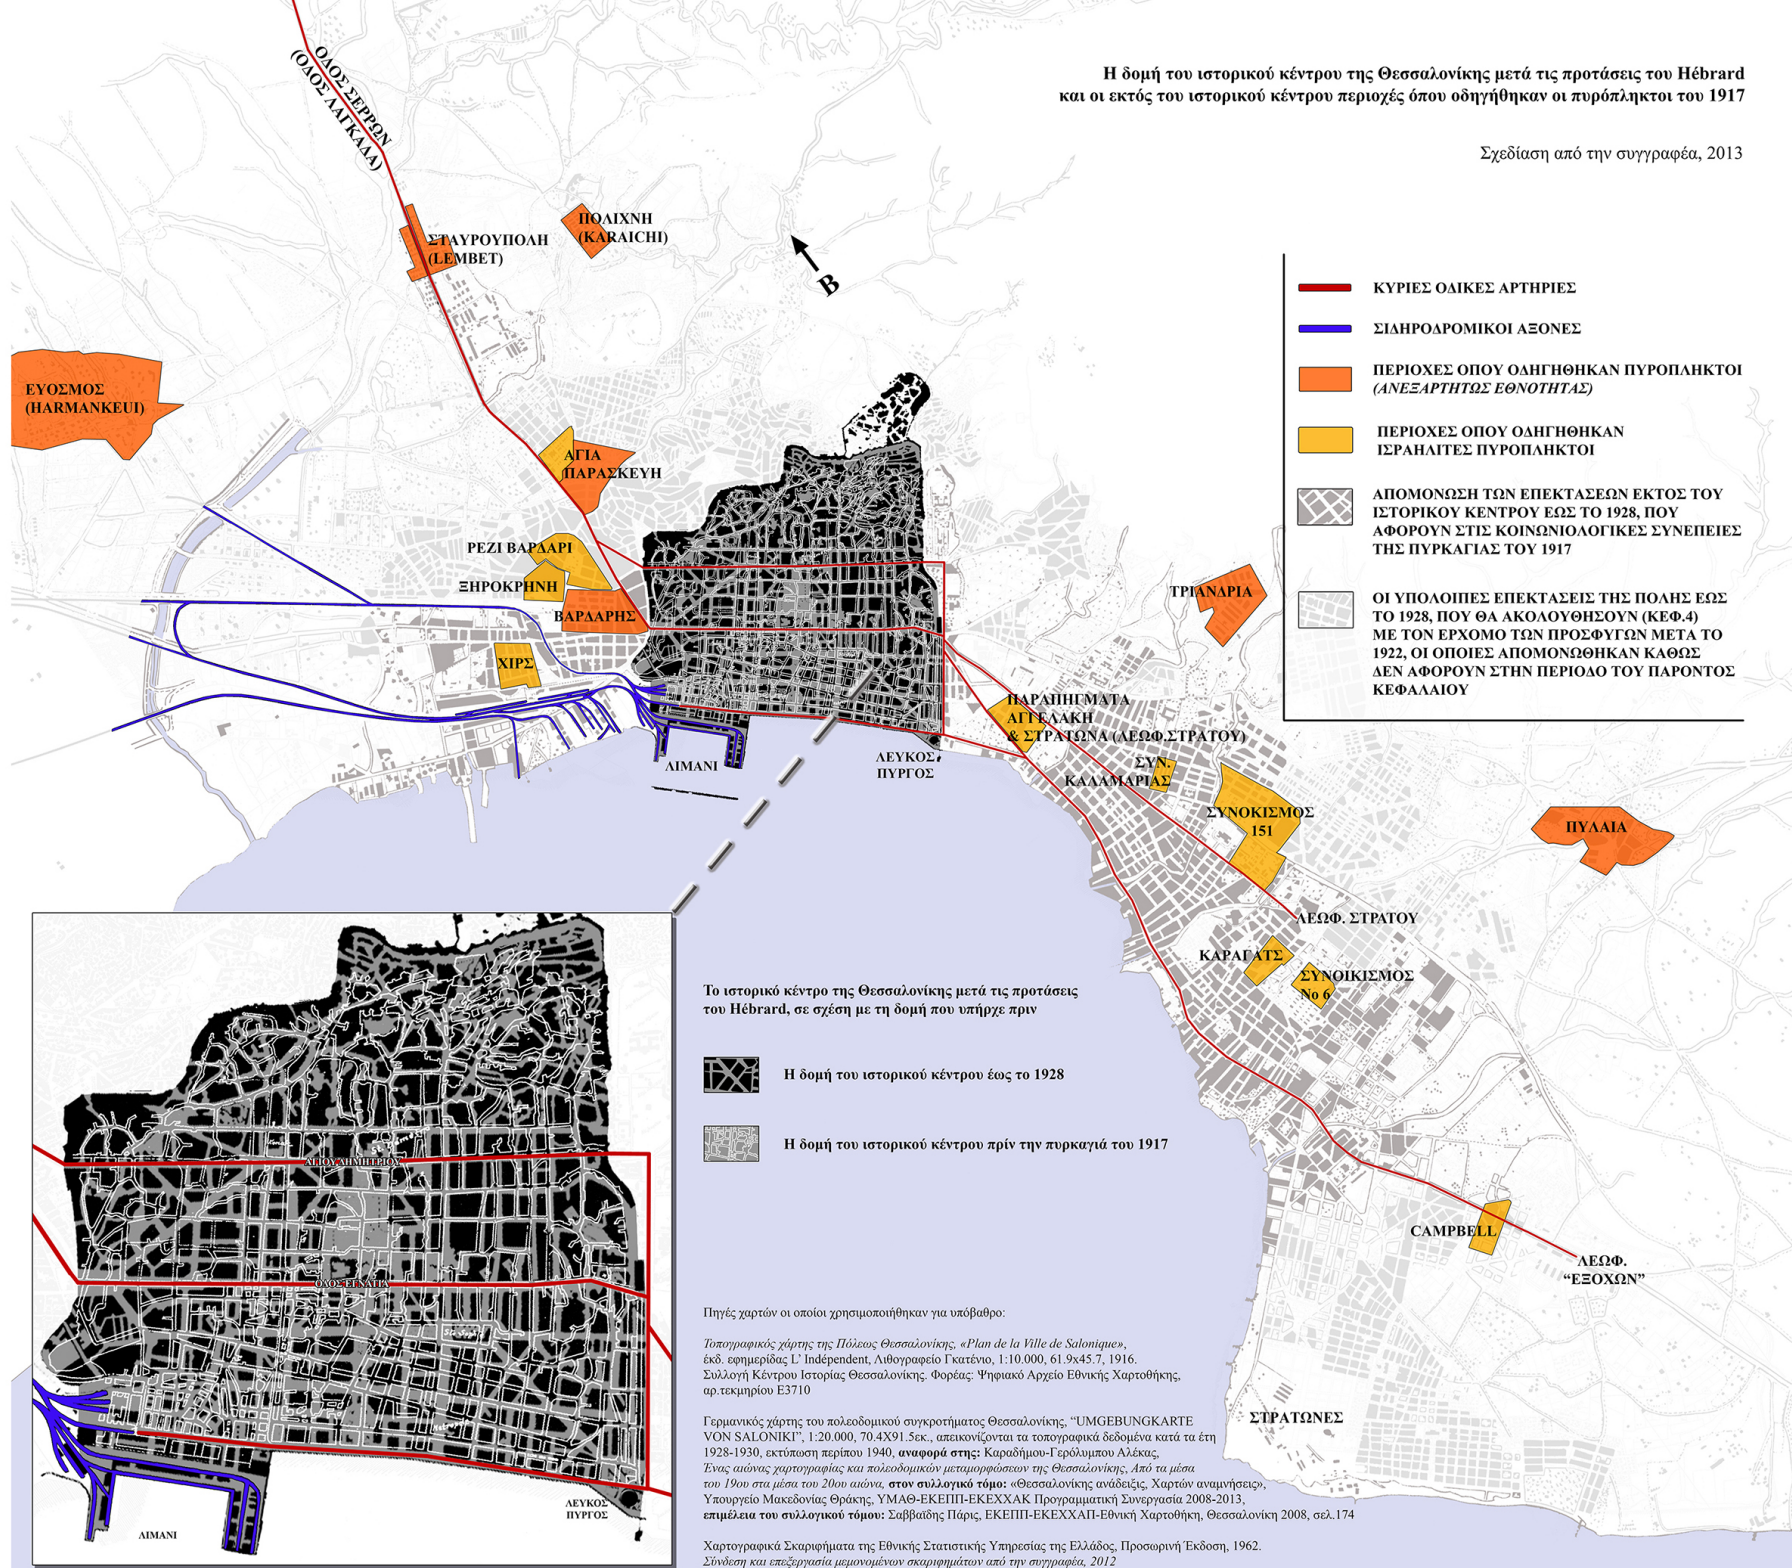 Η δομή του ιστορικού κέντρου της Θεσσαλονίκης μετά τις προτάσεις του Hébrard
και οι εκτός του ιστορικού κέντρου περιοχές όπου οδηγήθηκαν οι πυρόπληκτοι του 1917
Σχεδίαση από την συγγραφέα, 2013
ΟΔΟΣ ΣΕΡΡΩΝ
(ΟΔΟΣ ΛΑΓΚΑΔΑ)
ΠΟΛΙΧΝΗ
(KARAICHI)
ΣΤΑΥΡΟΥΠΟΛΗ
(LEMBET)
Β
ΕΥΟΣΜΟΣ
(HARMANKEUI)
ΑΓΙΑ
ΠΑΡΑΣΚΕΥΗ
ΡΕΖΙ ΒΑΡΔΑΡΙ
ΞΗΡΟΚΡΗΝΗ
ΒΑΡΔΑΡΗΣ
ΧΙΡΣ
ΛΙΜΑΝΙ
ΛΕΥΚΟΣ
ΠΥΡΓΟΣ
ΤΡΙΑΝΔΡΙΑ
ΠΑΡΑΠΗΓΜΑΤΑ
ΑΓΓΕΛΑΚΗ
& ΣΤΡΑΤΩΝΑ (ΛΕΩΦ.ΣΤΡΑΤΟΥ)
ΣΥΝ.
ΚΑΛΑΜΑΡΙΑΣ
ΣΥΝΟΚΙΣΜΟΣ
151
ΠΥΛΑΙΑ
ΛΕΩΦ. ΣΤΡΑΤΟΥ
ΚΑΡΑΓΑΤΣ
ΣΥΝΟΙΚΙΣΜΟΣ
Νο 6
CAMPBELL
ΛΕΩΦ.
“ΕΞΟΧΩΝ”
ΣΤΡΑΤΩΝΕΣ
ΚΥΡΙΕΣ ΟΔΙΚΕΣ ΑΡΤΗΡΙΕΣ
ΣΙΔΗΡΟΔΡΟΜΙΚΟΙ ΑΞΟΝΕΣ
ΠΕΡΙΟΧΕΣ ΟΠΟΥ ΟΔΗΓΗΘΗΚΑΝ ΠΥΡΟΠΛΗΚΤΟΙ
(ΑΝΕΞΑΡΤΗΤΩΣ ΕΘΝΟΤΗΤΑΣ)
ΠΕΡΙΟΧΕΣ ΟΠΟΥ ΟΔΗΓΗΘΗΚΑΝ
ΙΣΡΑΗΛΙΤΕΣ ΠΥΡΟΠΛΗΚΤΟΙ
ΑΠΟΜΟΝΩΣΗ ΤΩΝ ΕΠΕΚΤΑΣΕΩΝ ΕΚΤΟΣ ΤΟΥ
ΙΣΤΟΡΙΚΟΥ ΚΕΝΤΡΟΥ ΕΩΣ ΤΟ 1928, ΠΟΥ
ΑΦΟΡΟΥΝ ΣΤΙΣ ΚΟΙΝΩΝΙΟΛΟΓΙΚΕΣ ΣΥΝΕΠΕΙΕΣ
ΤΗΣ ΠΥΡΚΑΓΙΑΣ ΤΟΥ 1917
ΟΙ ΥΠΟΛΟΙΠΕΣ ΕΠΕΚΤΑΣΕΙΣ ΤΗΣ ΠΟΛΗΣ ΕΩΣ
ΤΟ 1928, ΠΟΥ ΘΑ ΑΚΟΛΟΥΘΗΣΟΥΝ (ΚΕΦ.4)
ΜΕ ΤΟΝ ΕΡΧΟΜΟ ΤΩΝ ΠΡΟΣΦΥΓΩΝ ΜΕΤΑ ΤΟ
1922, ΟΙ ΟΠΟΙΕΣ ΑΠΟΜΟΝΩΘΗΚΑΝ ΚΑΘΩΣ
ΔΕΝ ΑΦΟΡΟΥΝ ΣΤΗΝ ΠΕΡΙΟΔΟ ΤΟΥ ΠΑΡΟΝΤΟΣ
ΚΕΦΑΛΑΙΟΥ
Το ιστορικό κέντρο της Θεσσαλονίκης μετά τις προτάσεις
του Hébrard, σε σχέση με τη δομή που υπήρχε πριν
Η δομή του ιστορικού κέντρου έως το 1928
Η δομή του ιστορικού κέντρου πρίν την πυρκαγιά του 1917
ΑΓΙΟΥ ΔΗΜΗΤΡΙΟΥ
ΟΔΟΣ ΕΓΝΑΤΙΑ
ΛΕΥΚΟΣ
ΠΥΡΓΟΣ
ΛΙΜΑΝΙ
Πηγές χαρτών οι οποίοι χρησιμοποιήθηκαν για υπόβαθρο:
Τοπογραφικός χάρτης της Πόλεως Θεσσαλονίκης, «Plan de la Ville de Salonique»,
έκδ. εφημερίδας L’ Indépendent, Λιθογραφείο Γκατένιο, 1:10.000, 61.9x45.7, 1916.
Συλλογή Κέντρου Ιστορίας Θεσσαλονίκης. Φορέας: Ψηφιακό Αρχείο Εθνικής Χαρτοθήκης,
αρ.τεκμηρίου Ε3710
Γερμανικός χάρτης του πολεοδομικού συγκροτήματος Θεσσαλονίκης, “UMGEBUNGKARTE
VON SALONIKI”, 1:20.000, 70.4Χ91.5εκ., απεικονίζονται τα τοπογραφικά δεδομένα κατά τα έτη
1928-1930, εκτύπωση περίπου 1940, αναφορά στης: Καραδήμου-Γερόλυμπου Αλέκας,
Ένας αιώνας χαρτογραφίας και πολεοδομικών μεταμορφώσεων της Θεσσαλονίκης, Από τα μέσα
του 19ου στα μέσα του 20ου αιώνα, στον συλλογικό τόμο: «Θεσσαλονίκης ανάδειξις, Χαρτών αναμνήσεις»,
Υπουργείο Μακεδονίας Θράκης, ΥΜΑΘ-ΕΚΕΠΠ-ΕΚΕΧΧΑΚ Προγραμματική Συνεργασία 2008-2013,
επιμέλεια του συλλογικού τόμου: Σαββαΐδης Πάρις, ΕΚΕΠΠ-ΕΚΕΧΧΑΠ-Εθνική Χαρτοθήκη, Θεσσαλονίκη 2008, σελ.174
Χαρτογραφικά Σκαριφήματα της Εθνικής Στατιστικής Υπηρεσίας της Ελλάδος, Προσωρινή Έκδοση, 1962.
Σύνδεση και επεξεργασία μεμονομένων σκαριφημάτων από την συγγραφέα, 2012